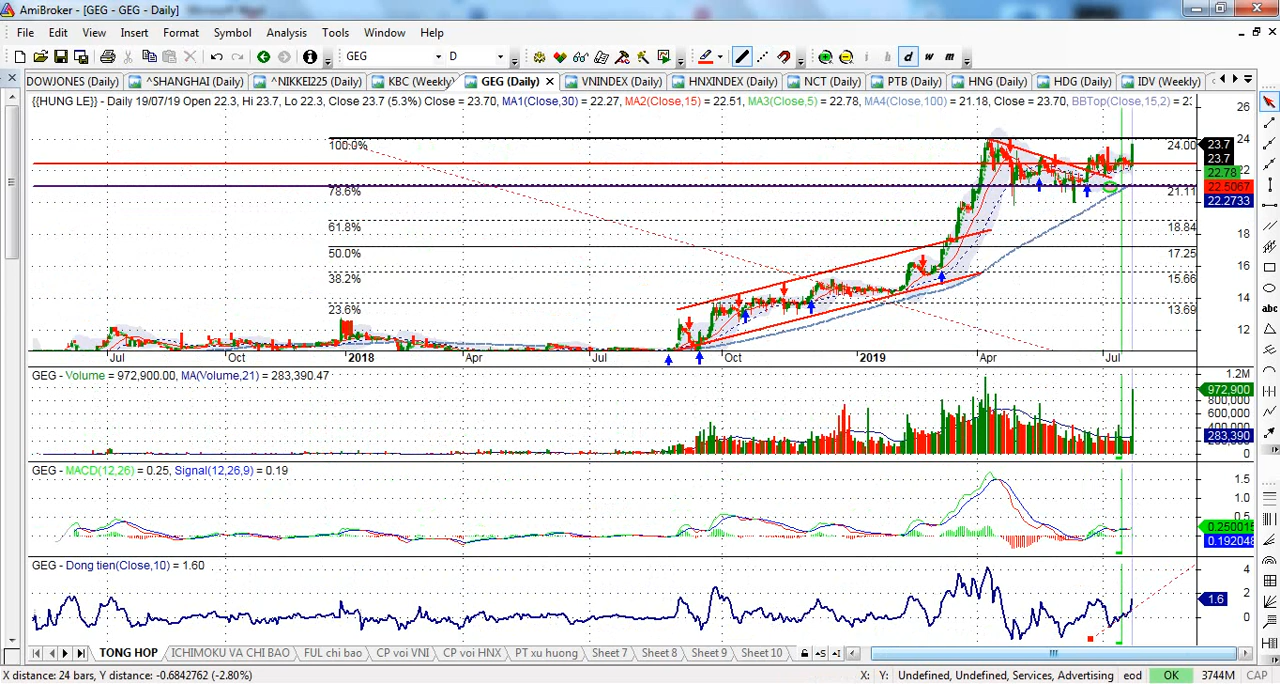 AmiBroker - [GEG - GEG - Daily]
File Edit View Insert Format Symbol Analysis Tools Window Help
GEG D i h d w m
DOWJONES (Daily) ^SHANGHAI (Daily) ^NIKKEI225 (Daily) KBC (Weekly) GEG (Daily) VNINDEX (Daily) HNXINDEX (Daily) NCT (Daily) PTB (Daily) HNG (Daily) HDG (Daily) IDV (Weekly)
{{HUNG LE}} - Daily 19/07/19 Open 22.3, Hi 23.7, Lo 22.3, Close 23.7 (5.3%) Close = 23.70, MA1(Close,30) = 22.27, MA2(Close,15) = 22.51, MA3(Close,5) = 22.78, MA4(Close,100) = 21.18, Close = 23.70, BBTop(Close,15,2) = 23
26
24
22
18
16
14
12
100.0% 24.00
78.6% 21.11
61.8% 18.84
50.0% 17.25
38.2% 15.66
23.6% 13.69
23.7
23.7
22.78
22.5067
22.2733
Jul Oct 2018 Apr Jul Oct 2019 Apr Jul
GEG - Volume = 972,900.00, MA(Volume,21) = 283,390.47
1.2M
972,900
800,000
600,000
400,000
283,390
0
GEG - MACD(12,26) = 0.25, Signal(12,26,9) = 0.19
1.5
1.0
0.5
0.250015
0.192048
GEG - Dong tien(Close,10) = 1.60
4
2
1.6
0
abc
TONG HOP ICHIMOKU VA CHI BAO FUL chi bao CP voi VNI CP voi HNX PT xu huong Sheet 7 Sheet 8 Sheet 9 Sheet 10
X distance: 24 bars, Y distance: -0.6842762 (-2.80%) X: Y: Undefined, Undefined, Services, Advertising eod OK 3744M CAP